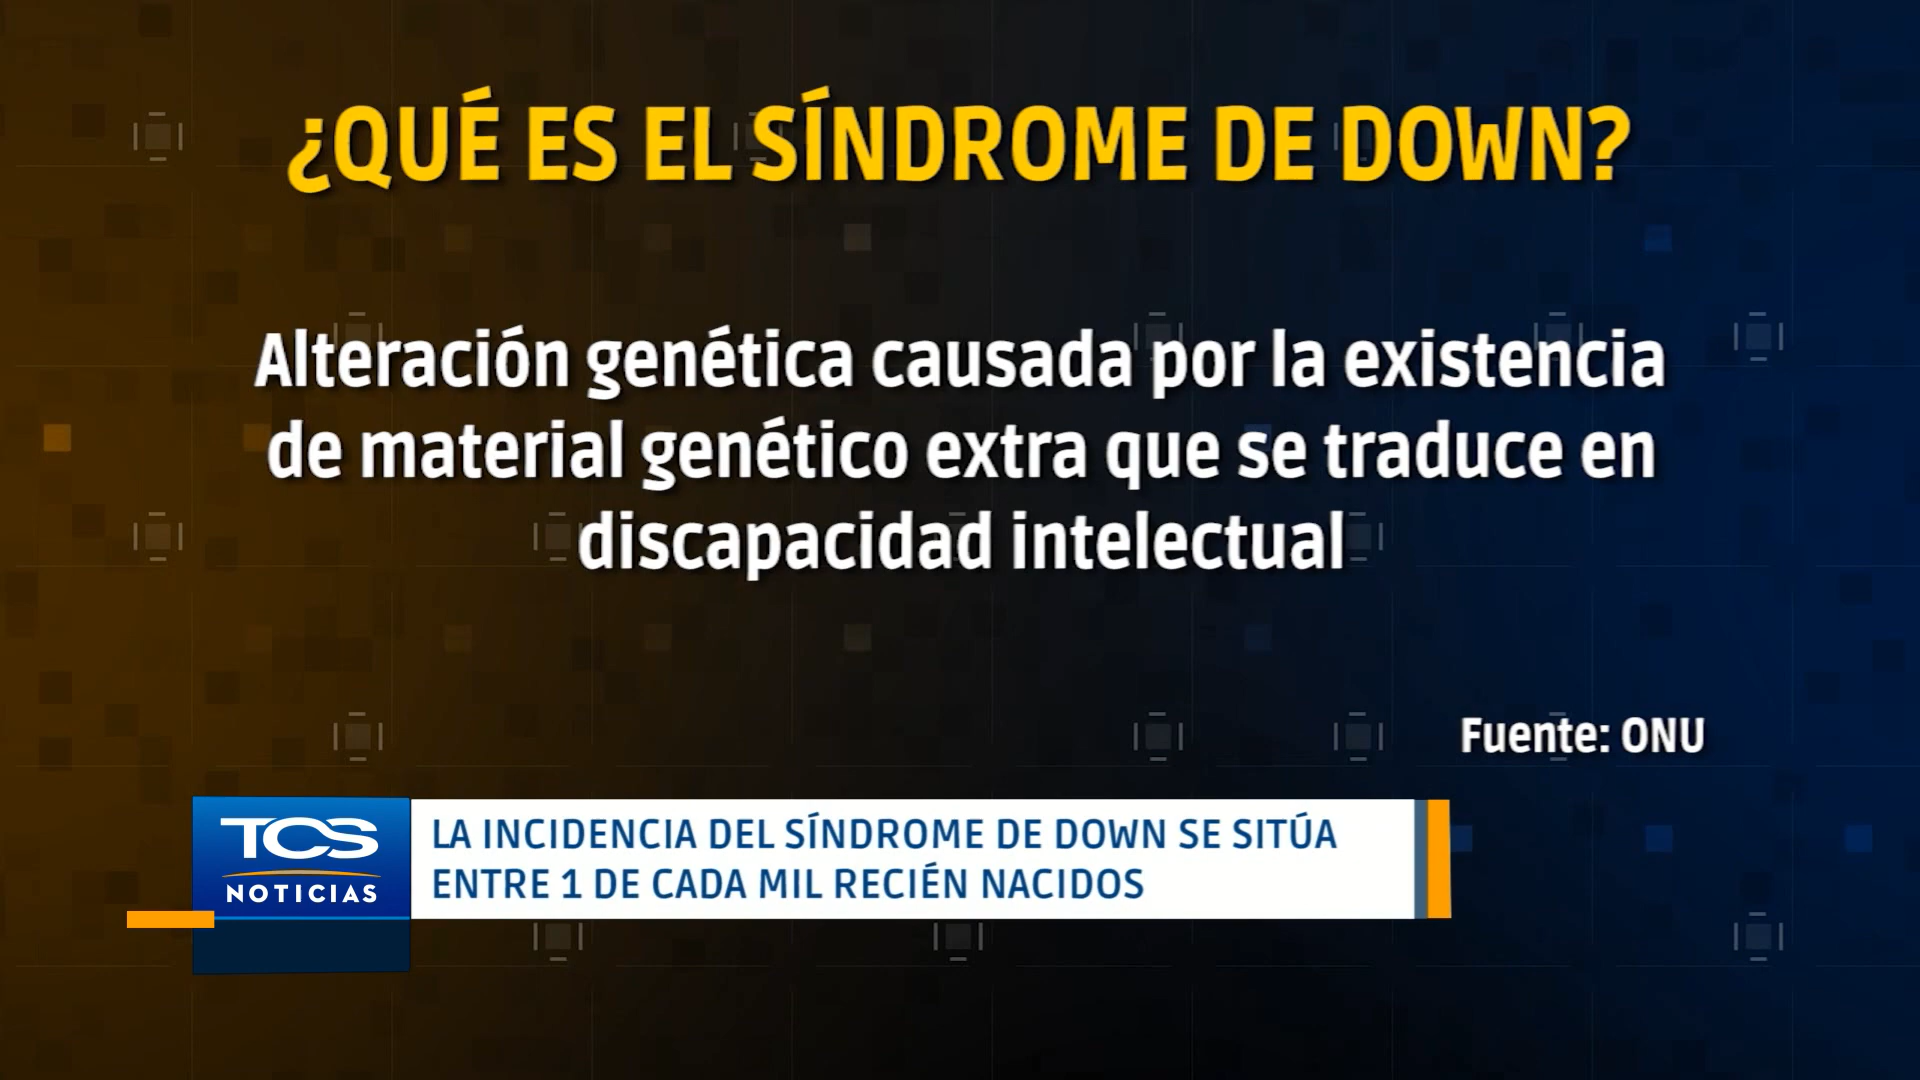 ¿QUÉ ES EL SÍNDROME DE DOWN?
Alteración genética causada por la existencia
de material genético extra que se traduce en
discapacidad intelectual
Fuente: ONU
TCS
NOTICIAS
LA INCIDENCIA DEL SÍNDROME DE DOWN SE SITÚA
ENTRE 1 DE CADA MIL RECIÉN NACIDOS